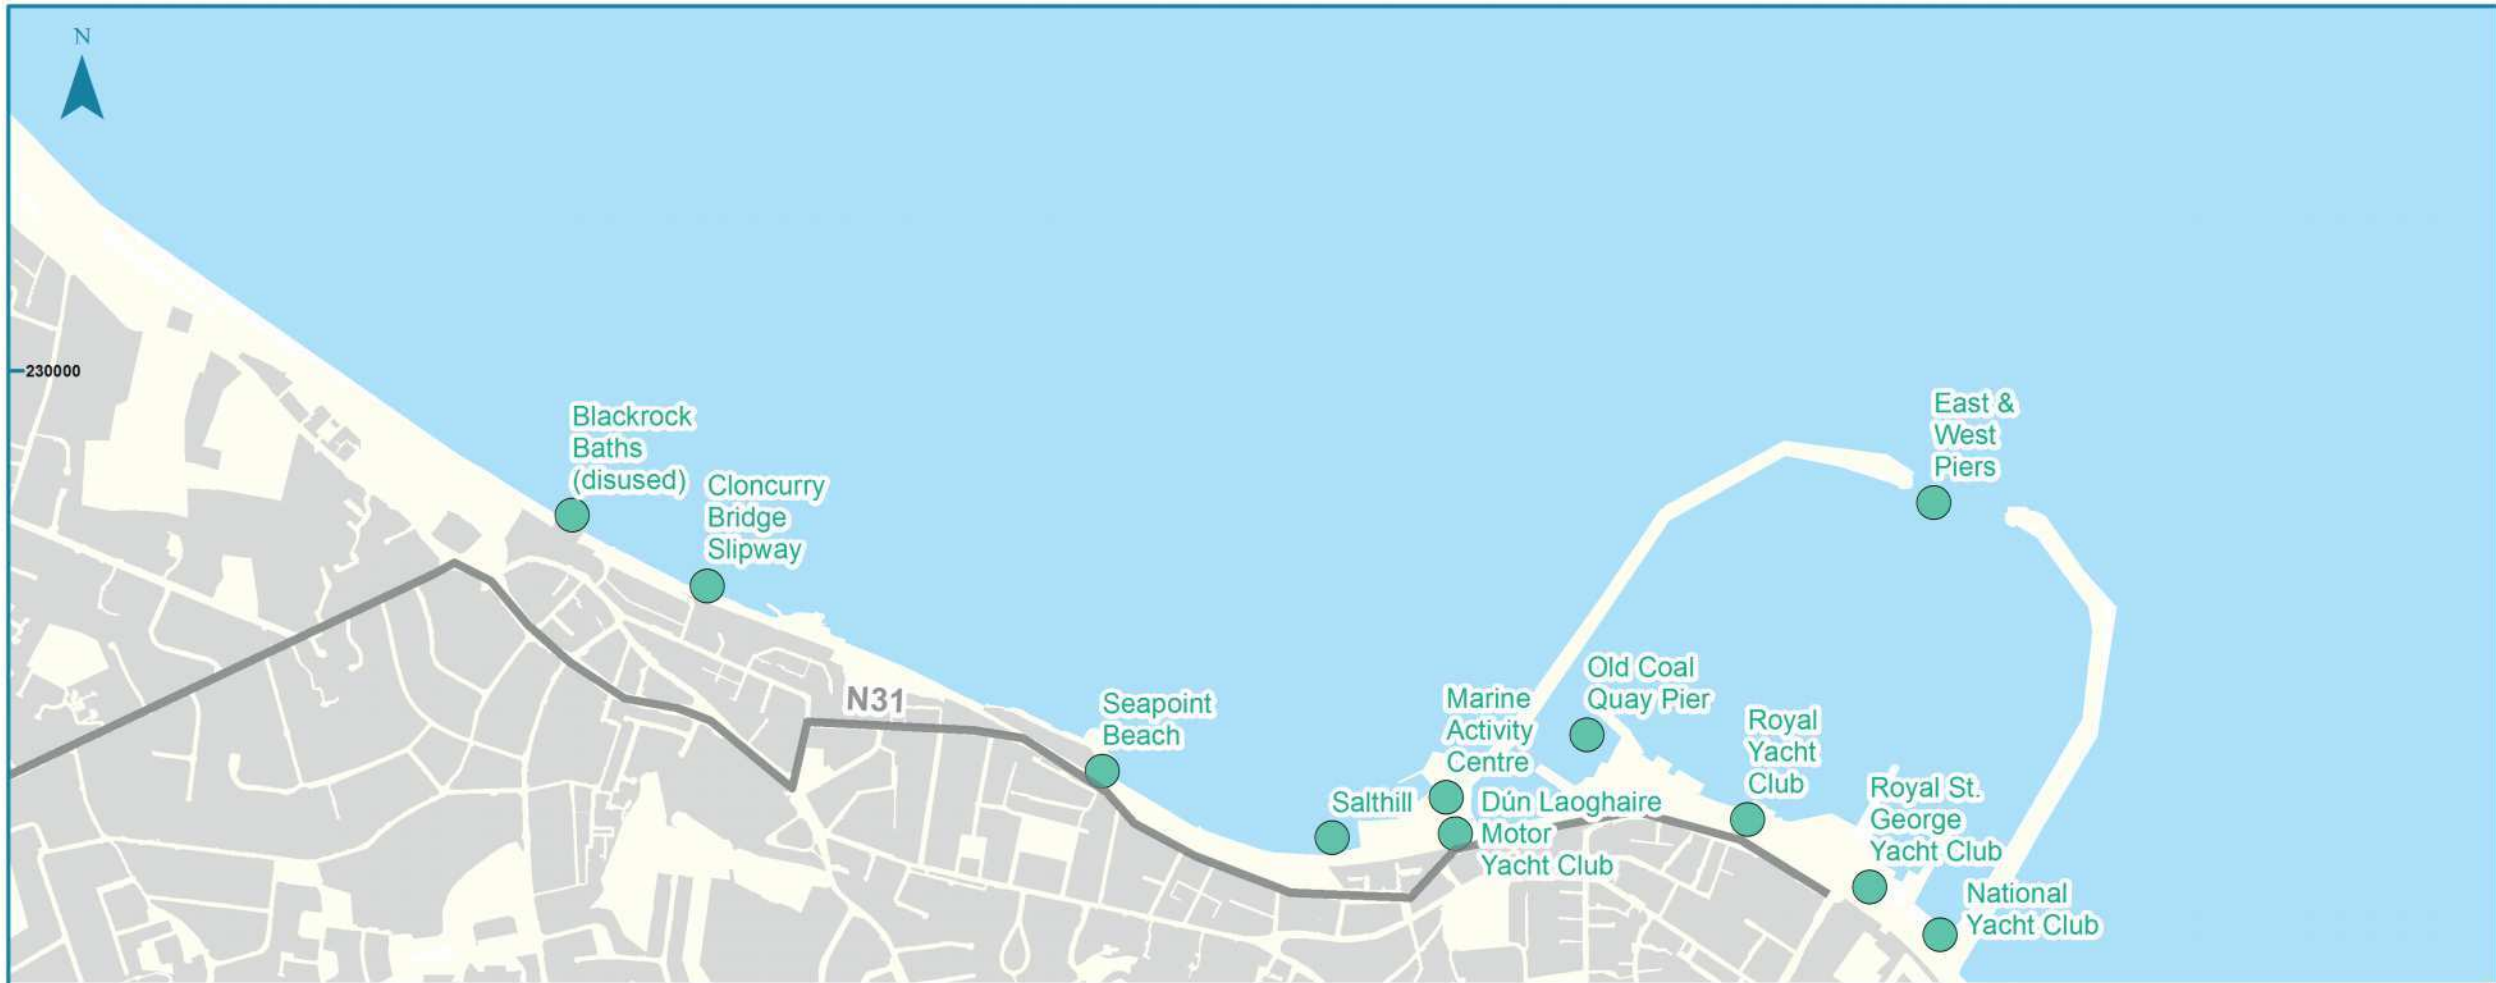 N
230000
Blackrock
Baths
(disused)
Cloncurry
Bridge
Slipway
East &
West
Piers
N31
Seapoint
Beach
Old Coal
Quay Pier
Marine
Activity
Centre
Royal
Yacht
Club
Salthill
Dún Laoghaire
Motor
Yacht Club
Royal St.
George
Yacht Club
National
Yacht Club